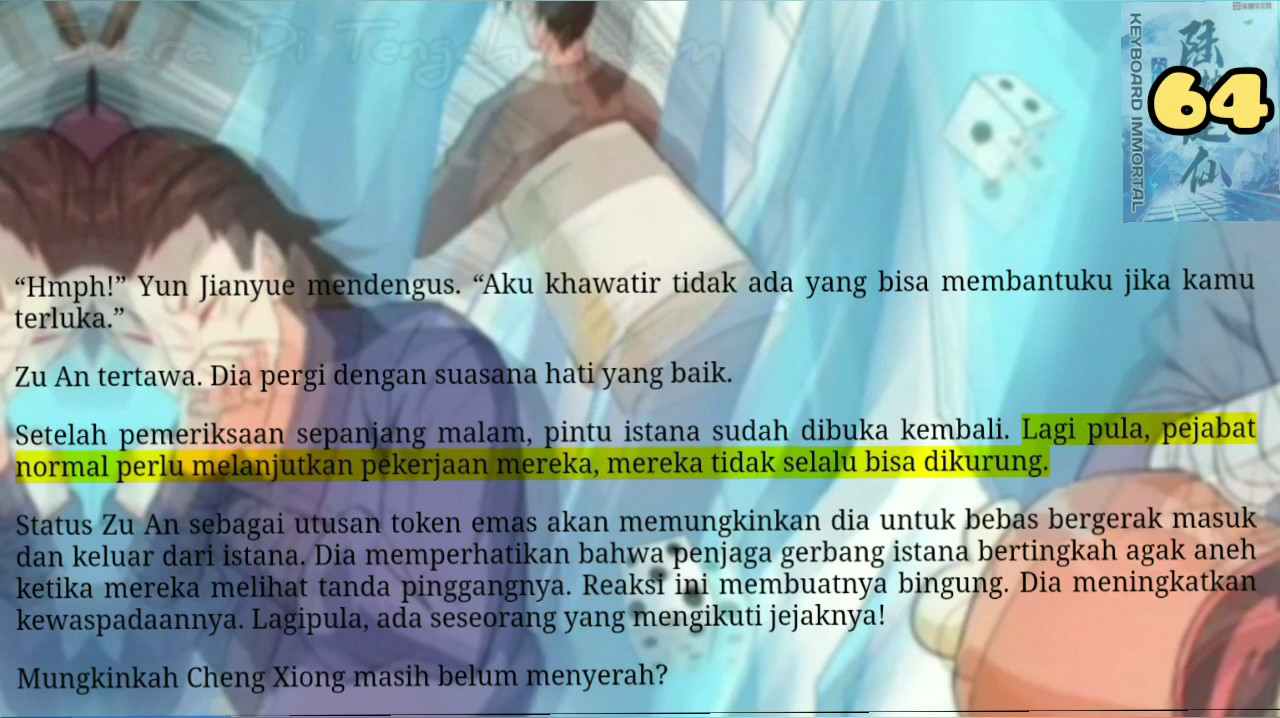 Suara Di Tengah Malam
KEYBOARD IMMORTAL
64
“Hmph!” Yun Jianyue mendengus. “Aku khawatir tidak ada yang bisa membantuku jika kamu
terluka.”
Zu An tertawa. Dia pergi dengan suasana hati yang baik.
Setelah pemeriksaan sepanjang malam, pintu istana sudah dibuka kembali. Lagi pula, pejabat
normal perlu melanjutkan pekerjaan mereka, mereka tidak selalu bisa dikurung.
Status Zu An sebagai utusan token emas akan memungkinkan dia untuk bebas bergerak masuk
dan keluar dari istana. Dia memperhatikan bahwa penjaga gerbang istana bertingkah agak aneh
ketika mereka melihat tanda pinggangnya. Reaksi ini membuatnya bingung. Dia meningkatkan
kewaspadaannya. Lagipula, ada seseorang yang mengikuti jejaknya!
Mungkinkah Cheng Xiong masih belum menyerah?